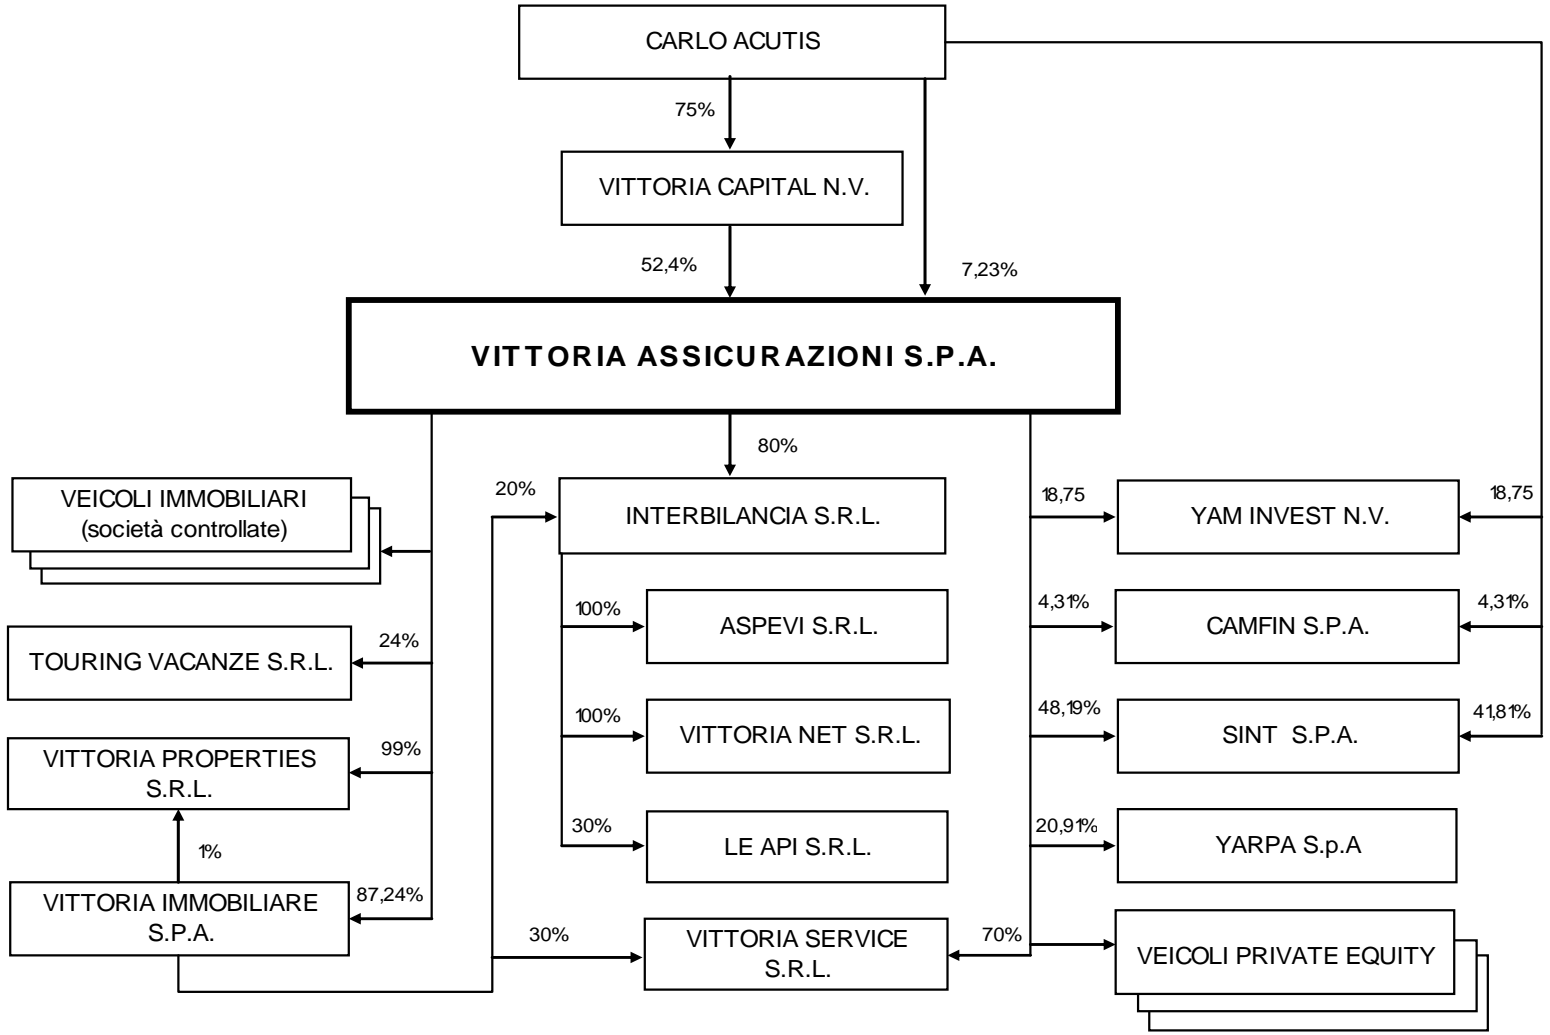 CARLO ACUTIS
75%
VITTORIA CAPITAL N.V.
52,4%
7,23%
VITTORIA ASSICURAZIONI S.P.A.
80%
VEICOLI IMMOBILIARI
(società controllate)
20%
INTERBILANCIA S.R.L.
18,75
YAM INVEST N.V.
18,75
100%
ASPEVI S.R.L.
4,31%
CAMFIN S.P.A.
4,31%
24%
TOURING VACANZE S.R.L.
100%
VITTORIA NET S.R.L.
48,19%
SINT S.P.A.
41,81%
99%
VITTORIA PROPERTIES
S.R.L.
30%
LE API S.R.L.
20,91%
YARPA S.p.A
1%
87,24%
VITTORIA IMMOBILIARE
S.P.A.
30%
VITTORIA SERVICE
S.R.L.
70%
VEICOLI PRIVATE EQUITY